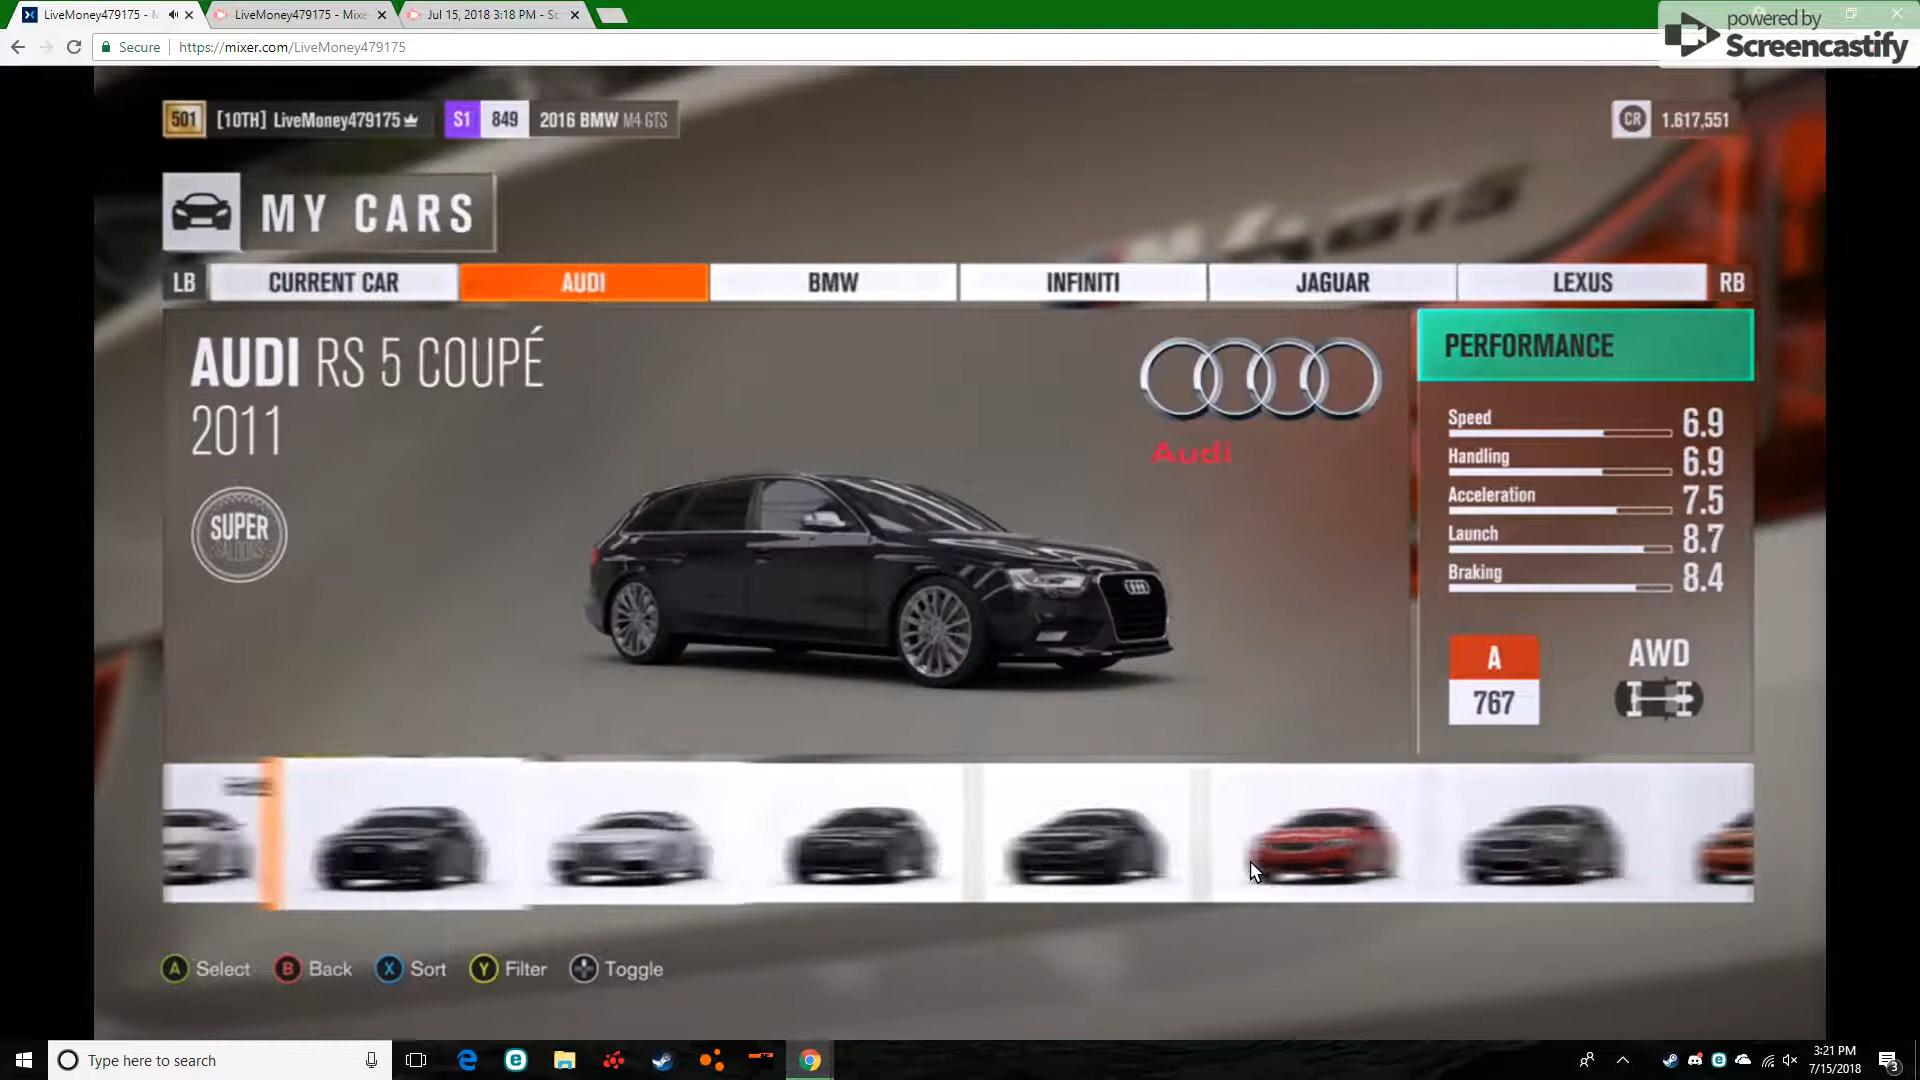 LiveMoney479175 - M
LiveMoney479175 - Mixe
Jul 15, 2018 3:18 PM - Sc
Secure
https://mixer.com/LiveMoney479175
powered by
Screencastify
501 [10TH] LiveMoney479175 S1 849 2016 BMW M4 GTS
CR 1,617,551
MY CARS
LB CURRENT CAR AUDI BMW INFINITI JAGUAR LEXUS RB
AUDI RS 5 COUPÉ
2011
SUPER
SALOONS
Audi
PERFORMANCE
Speed 6.9
Handling 6.9
Acceleration 7.5
Launch 8.7
Braking 8.4
A
767
AWD
A Select B Back X Sort Y Filter Toggle
Type here to search
3:21 PM
7/15/2018
3